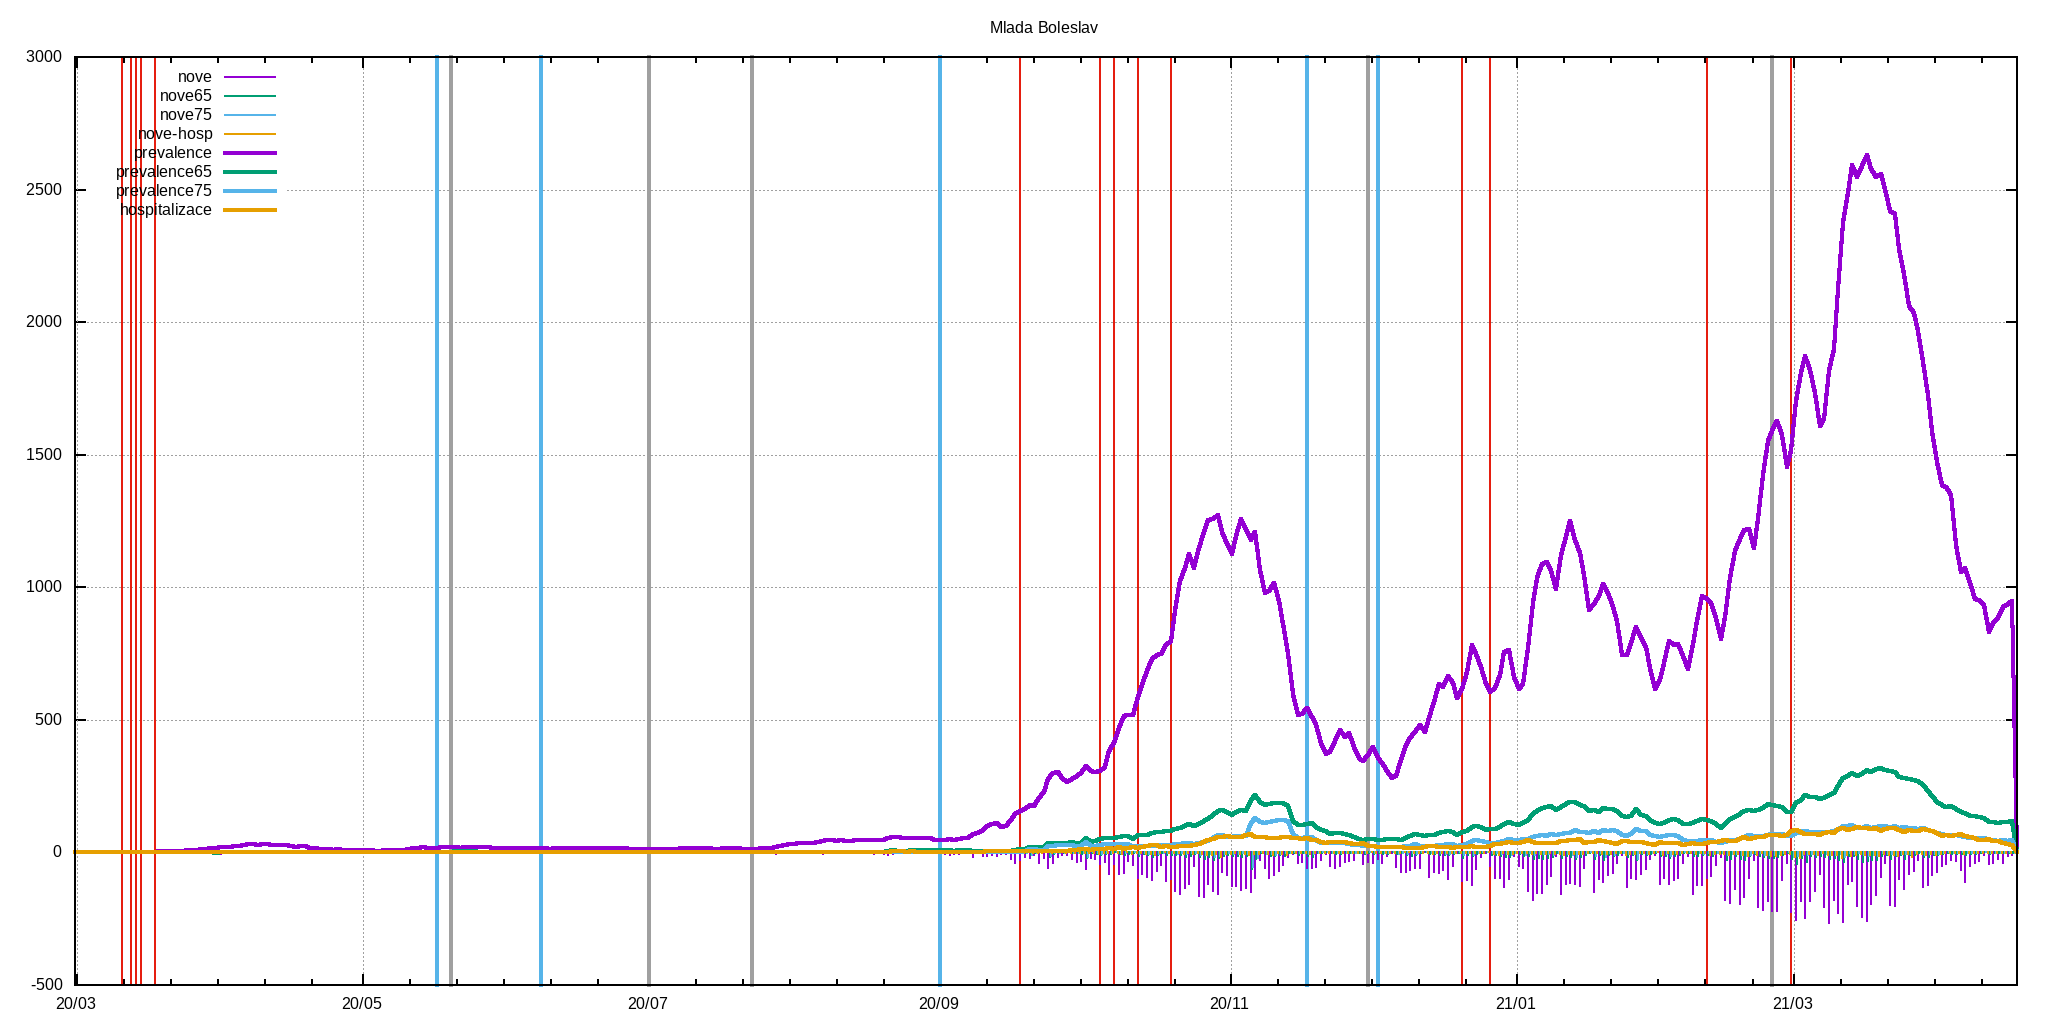 Mlada Boleslav
3000
2500
2000
1500
1000
500
0
-500
nove
nove65
nove75
nove-hosp
prevalence
prevalence65
prevalence75
hospitalizace
20/03 20/05 20/07 20/09 20/11 21/01 21/03